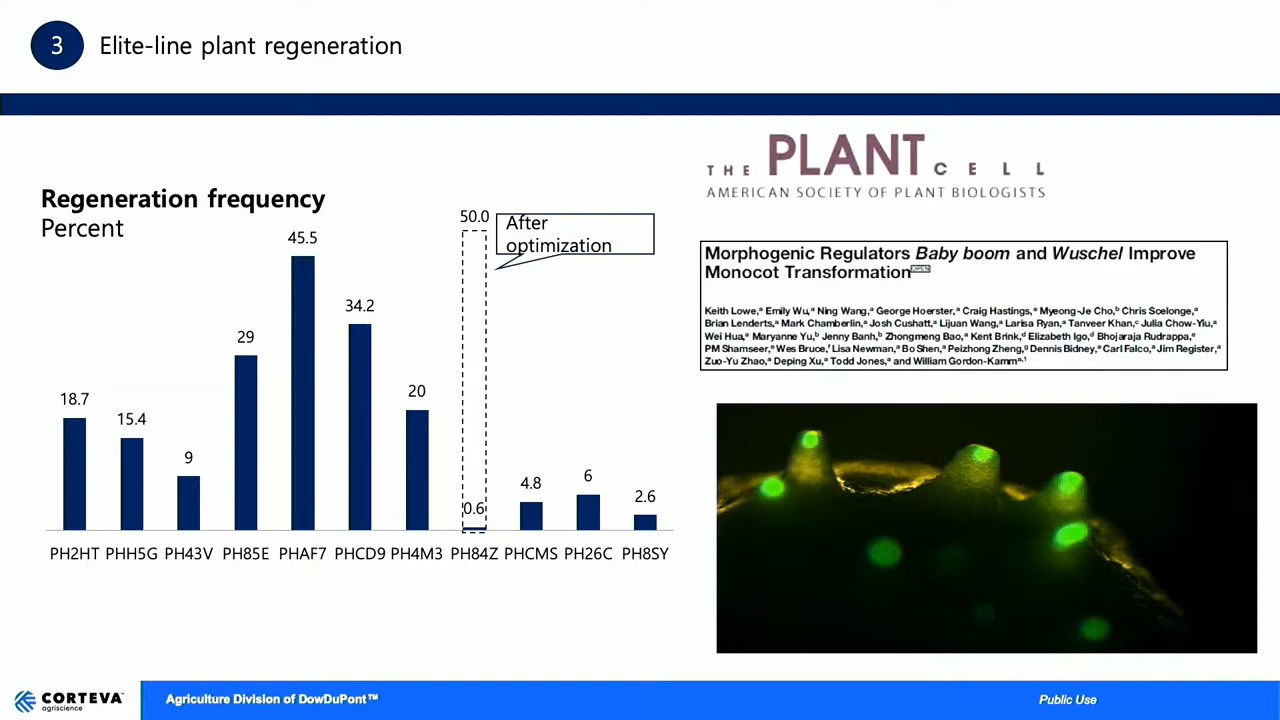 3
Elite-line plant regeneration
Regeneration frequency
Percent
18.7
15.4
9
29
45.5
34.2
20
50.0
0.6
4.8
6
2.6
After
optimization
PH2HT PHH5G PH43V PH85E PHAF7 PHCD9 PH4M3 PH84Z PHCMS PH26C PH8SY
THE PLANT CELL
AMERICAN SOCIETY OF PLANT BIOLOGISTS
Morphogenic Regulators Baby boom and Wuschel Improve
Monocot Transformation OPEN
Keith Lowe,a Emily Wu,a Ning Wang,a George Hoerster,a Craig Hastings,a Myeong-Je Cho,b Chris Scelonge,a
Brian Lenderts,a Mark Chamberlin,a Josh Cushatt,a Lijuan Wang,a Larisa Ryan,a Tanveer Khan,c Julia Chow-Yiu,a
Wei Hua,a Maryanne Yu,b Jenny Banh,b Zhongmeng Bao,a Kent Brink,d Elizabeth Igo,d Bhojaraja Rudrappa,e
PM Shamseer,e Wes Bruce,f Lisa Newman,a Bo Shen,a Peizhong Zheng,g Dennis Bidney,a Carl Falco,a Jim Register,a
Zuo-Yu Zhao,a Deping Xu,a Todd Jones,a and William Gordon-Kamma,1
CORTEVA™
agriscience
Agriculture Division of DowDuPont™
Public Use